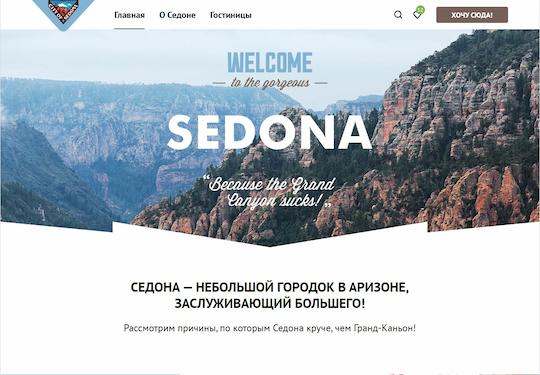 Главная О Седоне Гостиницы ХОЧУ СЮДА!
WELCOME
to the gorgeous
SEDONA
“Because the Grand
Canyon sucks!„
СЕДОНА — НЕБОЛЬШОЙ ГОРОДОК В АРИЗОНЕ,
ЗАСЛУЖИВАЮЩИЙ БОЛЬШЕГО!
Рассмотрим причины, по которым Седона круче, чем Гранд-Каньон!